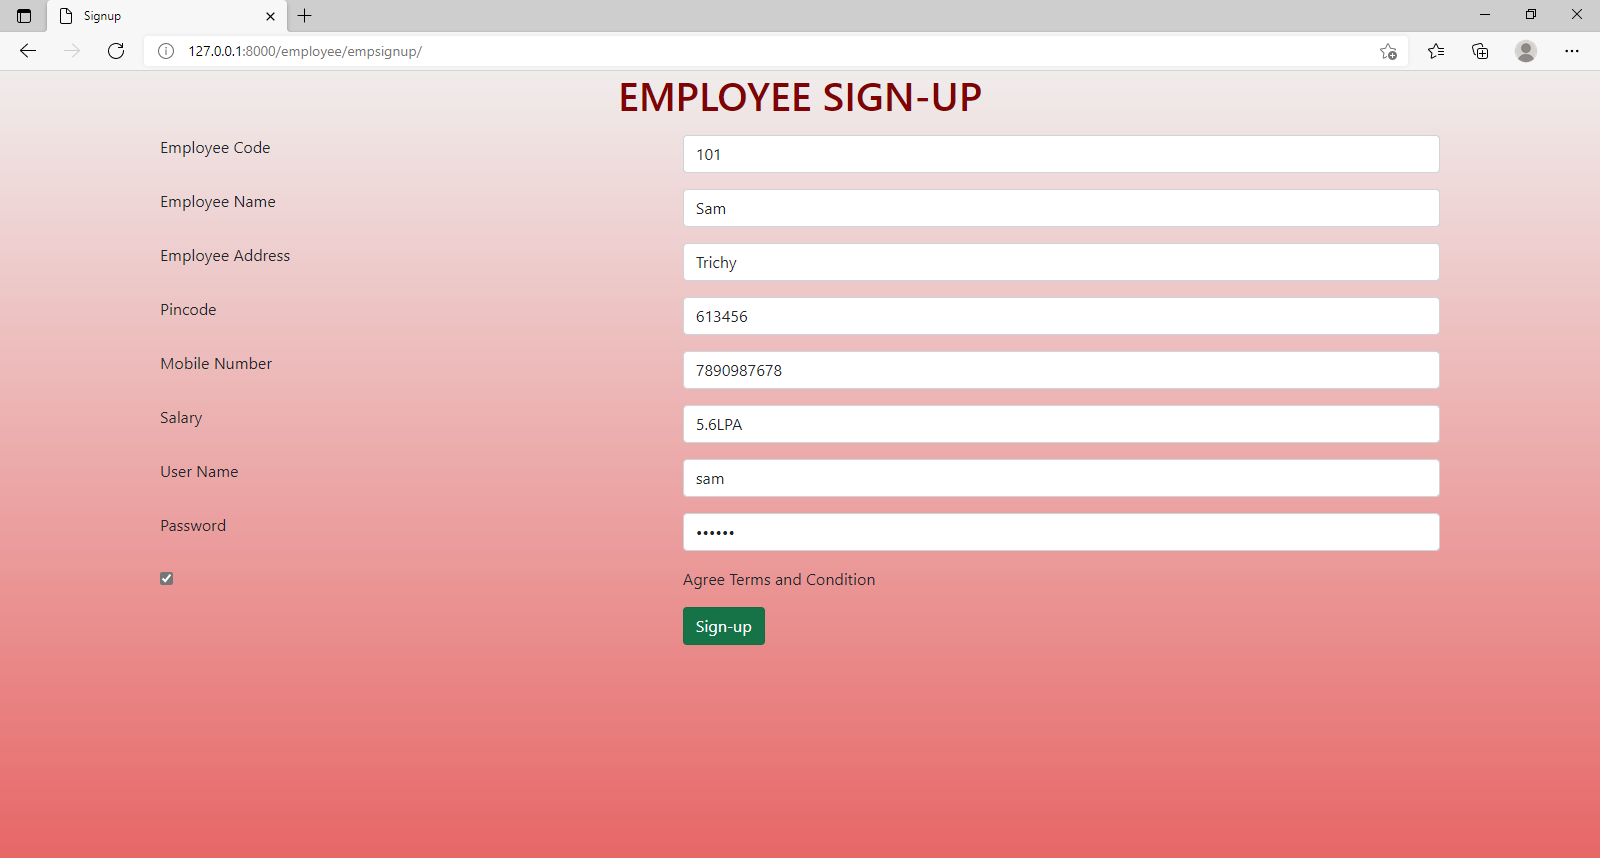 Signup
127.0.0.1:8000/employee/empsignup/
EMPLOYEE SIGN-UP
Employee Code 101
Employee Name Sam
Employee Address Trichy
Pincode 613456
Mobile Number 7890987678
Salary 5.6LPA
User Name sam
Password ••••••
Agree Terms and Condition
Sign-up